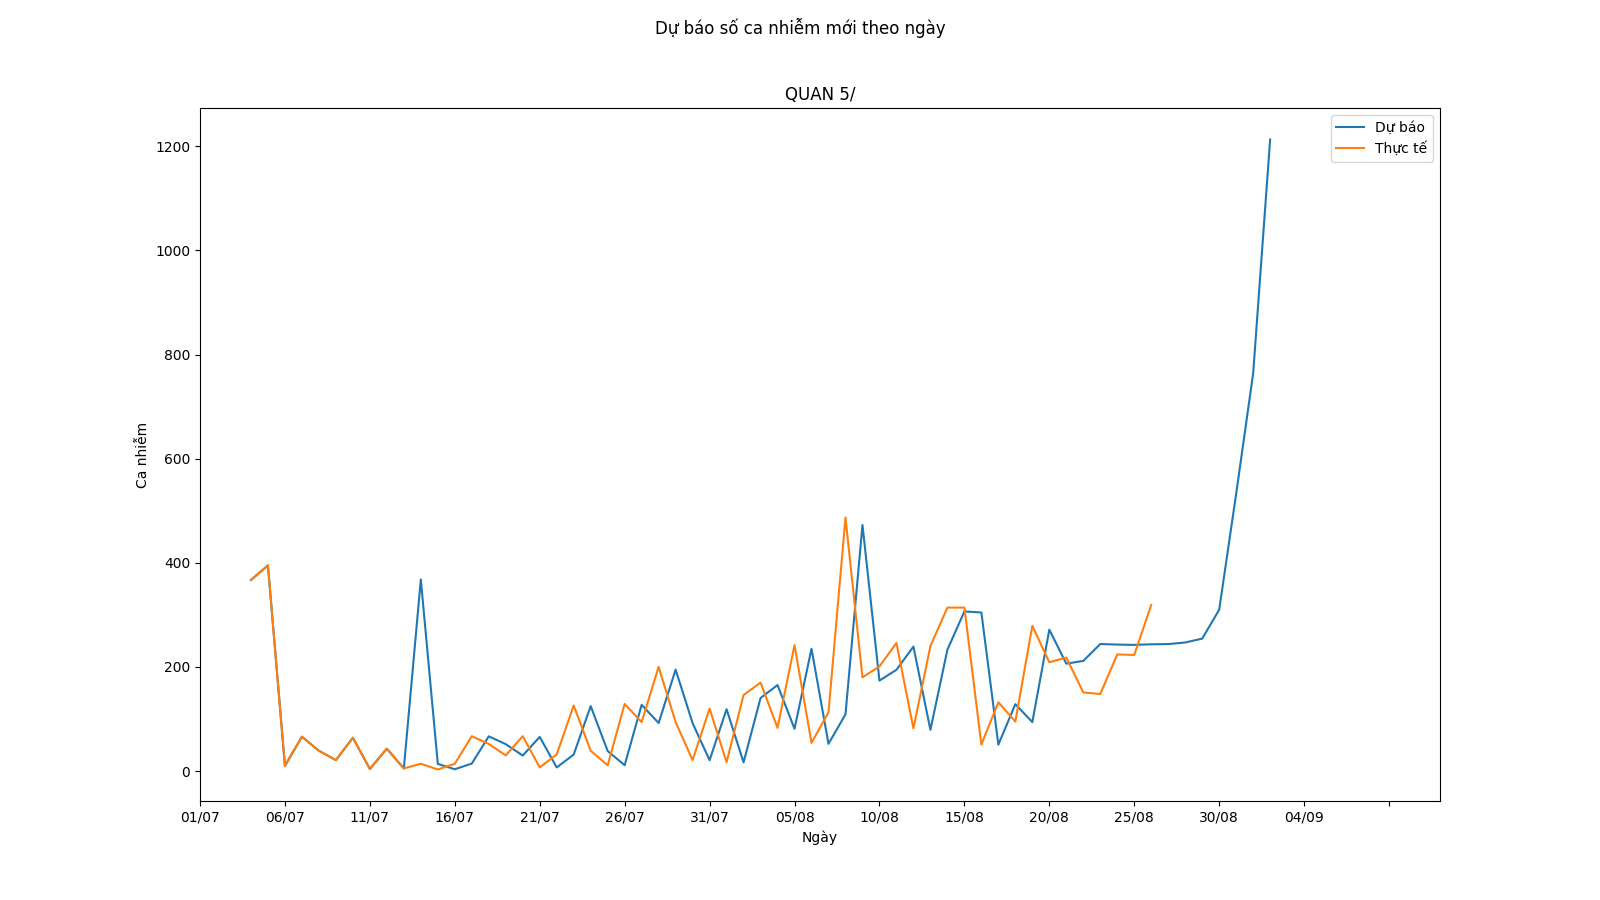 Dự báo số ca nhiễm mới theo ngày
QUAN 5/
Dự báo
Thực tế
1200
1000
800
600
400
200
0
Ca nhiễm
01/07 06/07 11/07 16/07 21/07 26/07 31/07 05/08 10/08 15/08 20/08 25/08 30/08 04/09
Ngày